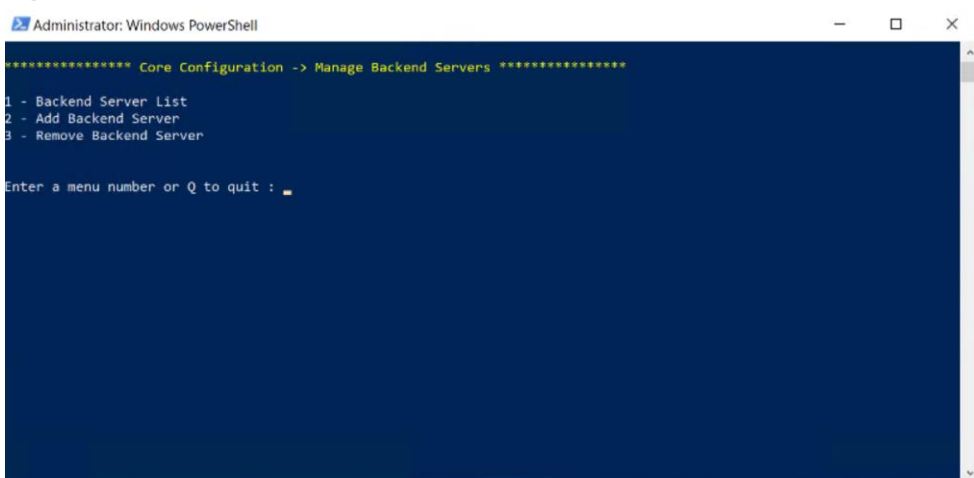 Administrator: Windows PowerShell
**************** Core Configuration -> Manage Backend Servers ****************
1 - Backend Server List
2 - Add Backend Server
3 - Remove Backend Server
Enter a menu number or Q to quit :